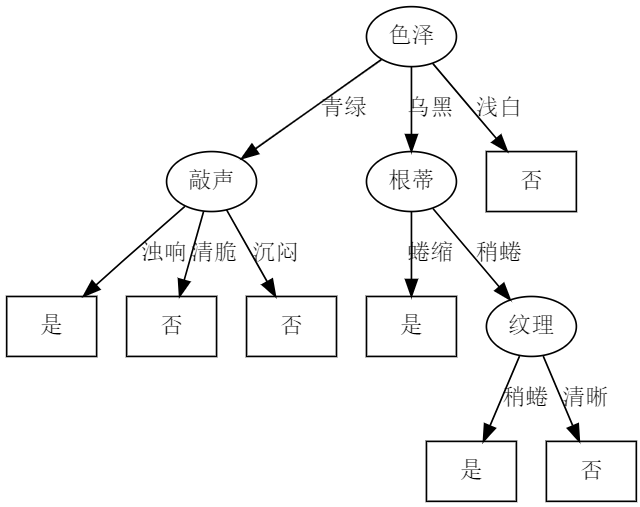 色泽
青绿 乌黑 浅白
敲声 根蒂 否
浊响 清脆 沉闷 蜷缩 稍蜷
是 否 否 是 纹理
稍蜷 清晰
是 否